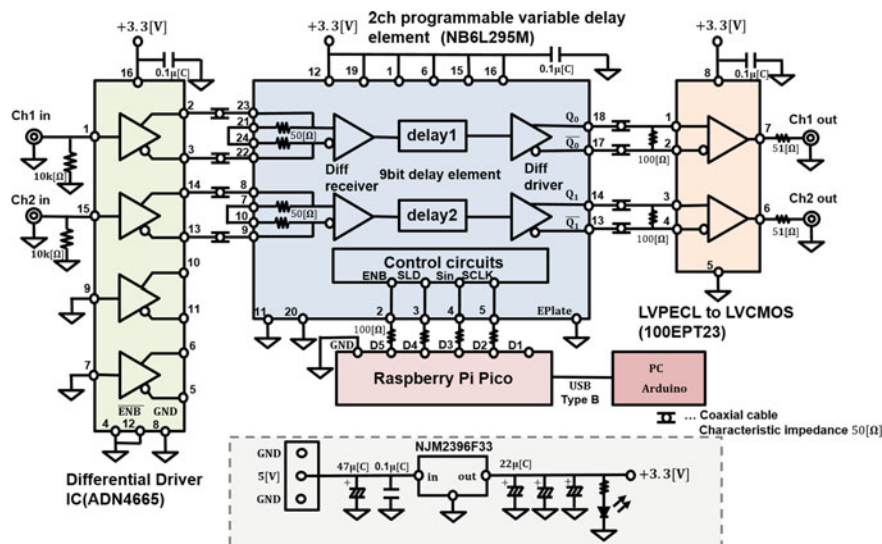 2ch programmable variable delay
element (NB6L295M)
+3.3[V]
+3.3[V]
+3.3[V]
0.1μ[C]
0.1μ[C]
0.1μ[C]
16
12
19
1
6
15
16
8
Ch1 in
1
2
3
10k[Ω]
23
21
24
22
50[Ω]
delay1
Q0
Q0
18
17
100[Ω]
1
2
7
51[Ω]
Ch1 out
Diff
receiver
9bit delay element
Diff
driver
Ch2 in
15
14
13
10k[Ω]
8
7
10
9
50[Ω]
delay2
Q1
Q1
14
13
100[Ω]
3
4
6
51[Ω]
Ch2 out
9
10
11
Control circuits
ENB
SLD
Sin
SCLK
5
11
20
2
3
4
5
EPlate
LVPECL to LVCMOS
(100EPT23)
7
6
5
100[Ω]
GND
D5
D4
D3
D2
D1
Raspberry Pi Pico
USB
Type B
PC
Arduino
ENB
GND
4
12
8
... Coaxial cable
Characteristic impedance 50[Ω]
Differential Driver
IC(ADN4665)
GND
5[V]
GND
47μ[C]
0.1μ[C]
NJM2396F33
in
out
22μ[C]
+3.3[V]